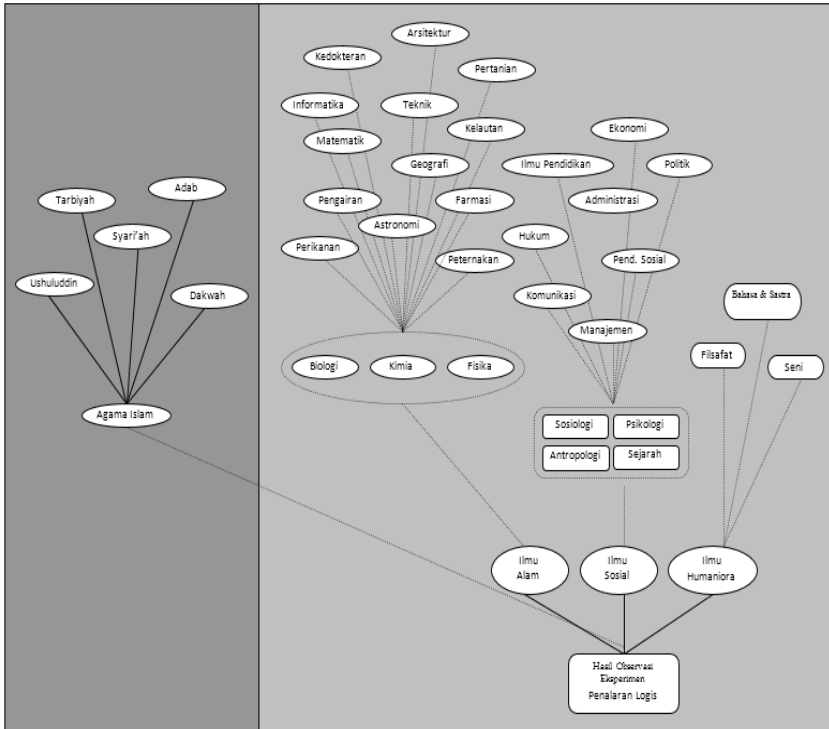 Arsitektur
Kedokteran
Pertanian
Informatika
Teknik
Kelautan
Matematik
Geografi
Pengairan
Farmasi
Astronomi
Perikanan
Peternakan
Ekonomi
Ilmu Pendidikan
Politik
Administrasi
Hukum
Pend. Sosial
Komunikasi
Manajemen
Bahasa & Sastra
Filsafat
Seni
Adab
Tarbiyah
Syari'ah
Ushuluddin
Dakwah
Agama Islam
Biologi
Kimia
Fisika
Sosiologi
Psikologi
Antropologi
Sejarah
Ilmu
Alam
Ilmu
Sosial
Ilmu
Humaniora
Hasil Observasi
Eksperimen
Penalaran Logis